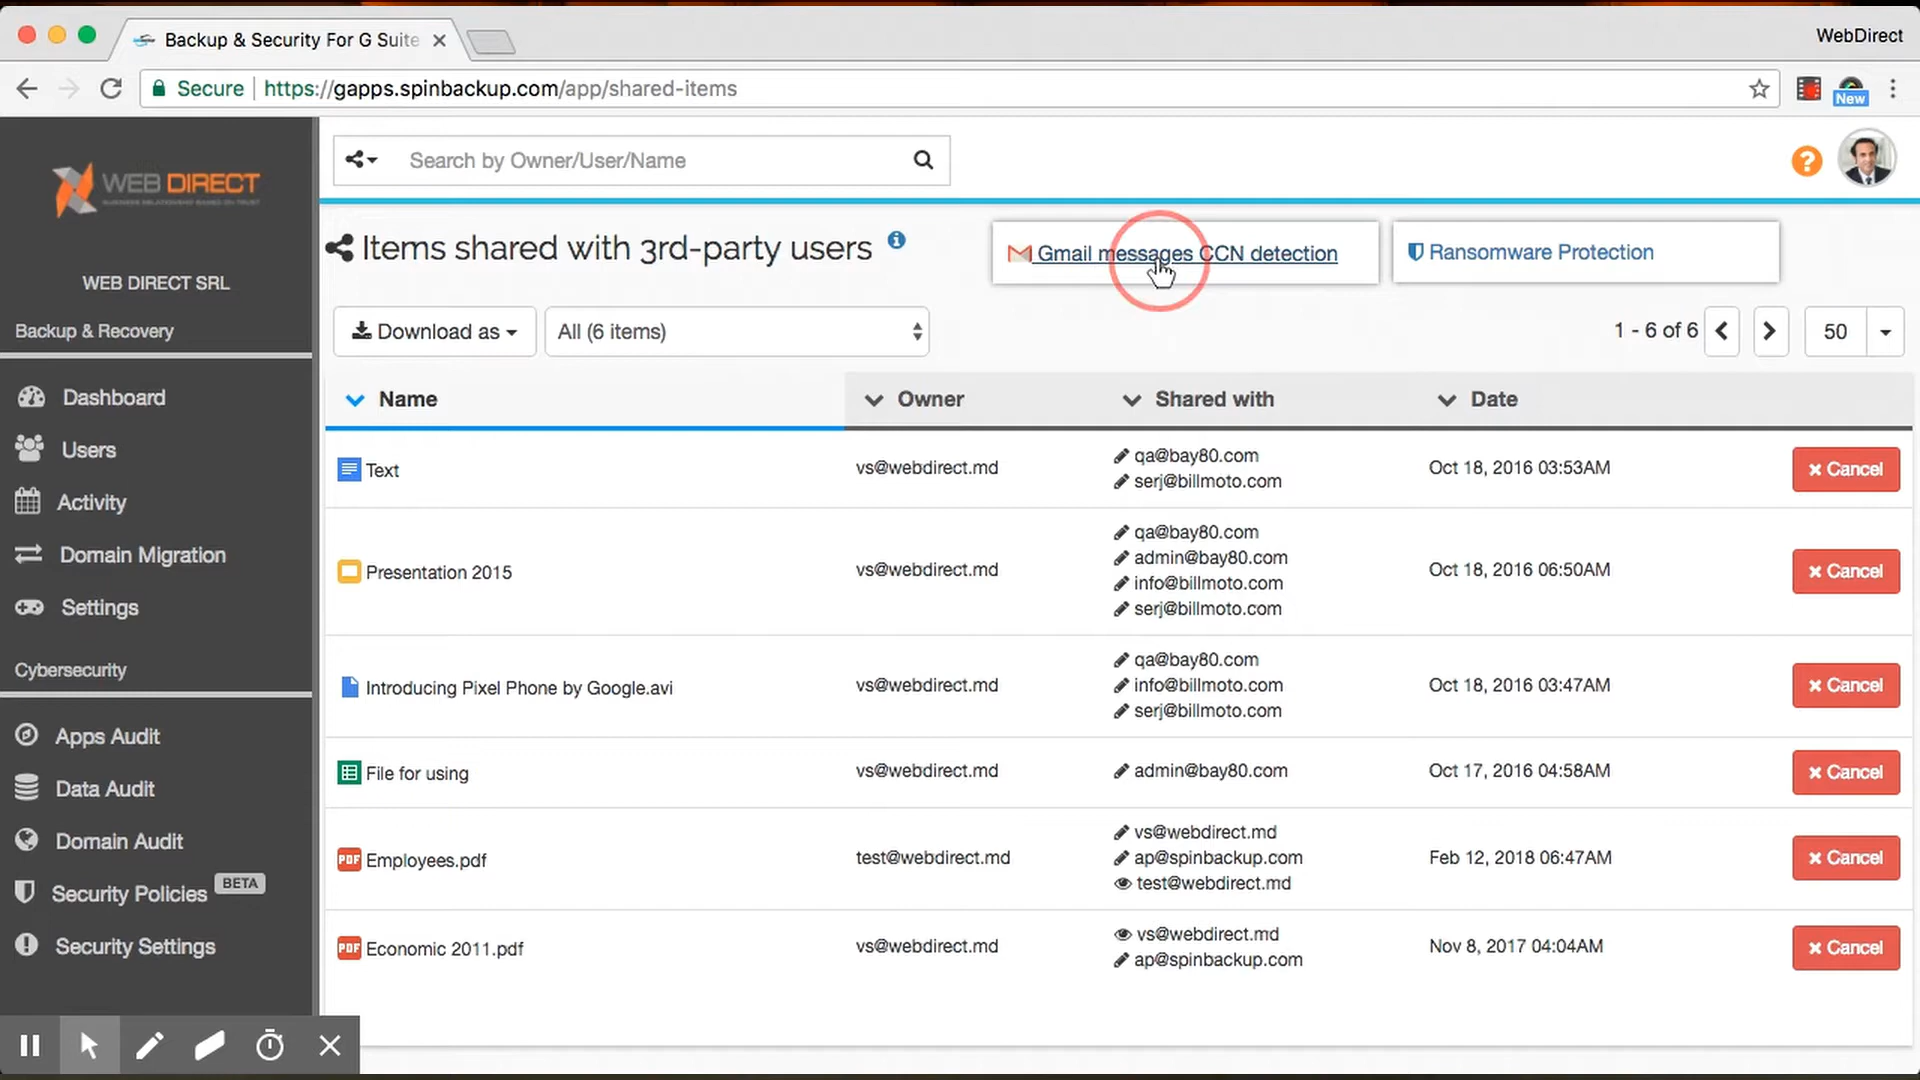 Backup & Security For G Suite
WebDirect
Secure
https://gapps.spinbackup.com/app/shared-items
New
WEB DIRECT
BUSINESS RELATIONSHIP BASED ON TRUST
Search by Owner/User/Name
?
WEB DIRECT SRL
Items shared with 3rd-party users
i
Gmail messages CCN detection
Ransomware Protection
Backup & Recovery
Download as
All (6 items)
1 - 6 of 6
50
Dashboard
Users
Activity
Domain Migration
Settings
Cybersecurity
Apps Audit
Data Audit
Domain Audit
Security Policies BETA
Security Settings
Name Owner Shared with Date
Text vs@webdirect.md qa@bay80.com Oct 18, 2016 03:53AM Cancel
serj@billmoto.com
Presentation 2015 vs@webdirect.md qa@bay80.com Oct 18, 2016 06:50AM Cancel
admin@bay80.com
info@billmoto.com
serj@billmoto.com
Introducing Pixel Phone by Google.avi vs@webdirect.md qa@bay80.com Oct 18, 2016 03:47AM Cancel
info@billmoto.com
serj@billmoto.com
File for using vs@webdirect.md admin@bay80.com Oct 17, 2016 04:58AM Cancel
PDF Employees.pdf test@webdirect.md vs@webdirect.md Feb 12, 2018 06:47AM Cancel
ap@spinbackup.com
test@webdirect.md
PDF Economic 2011.pdf vs@webdirect.md vs@webdirect.md Nov 8, 2017 04:04AM Cancel
ap@spinbackup.com